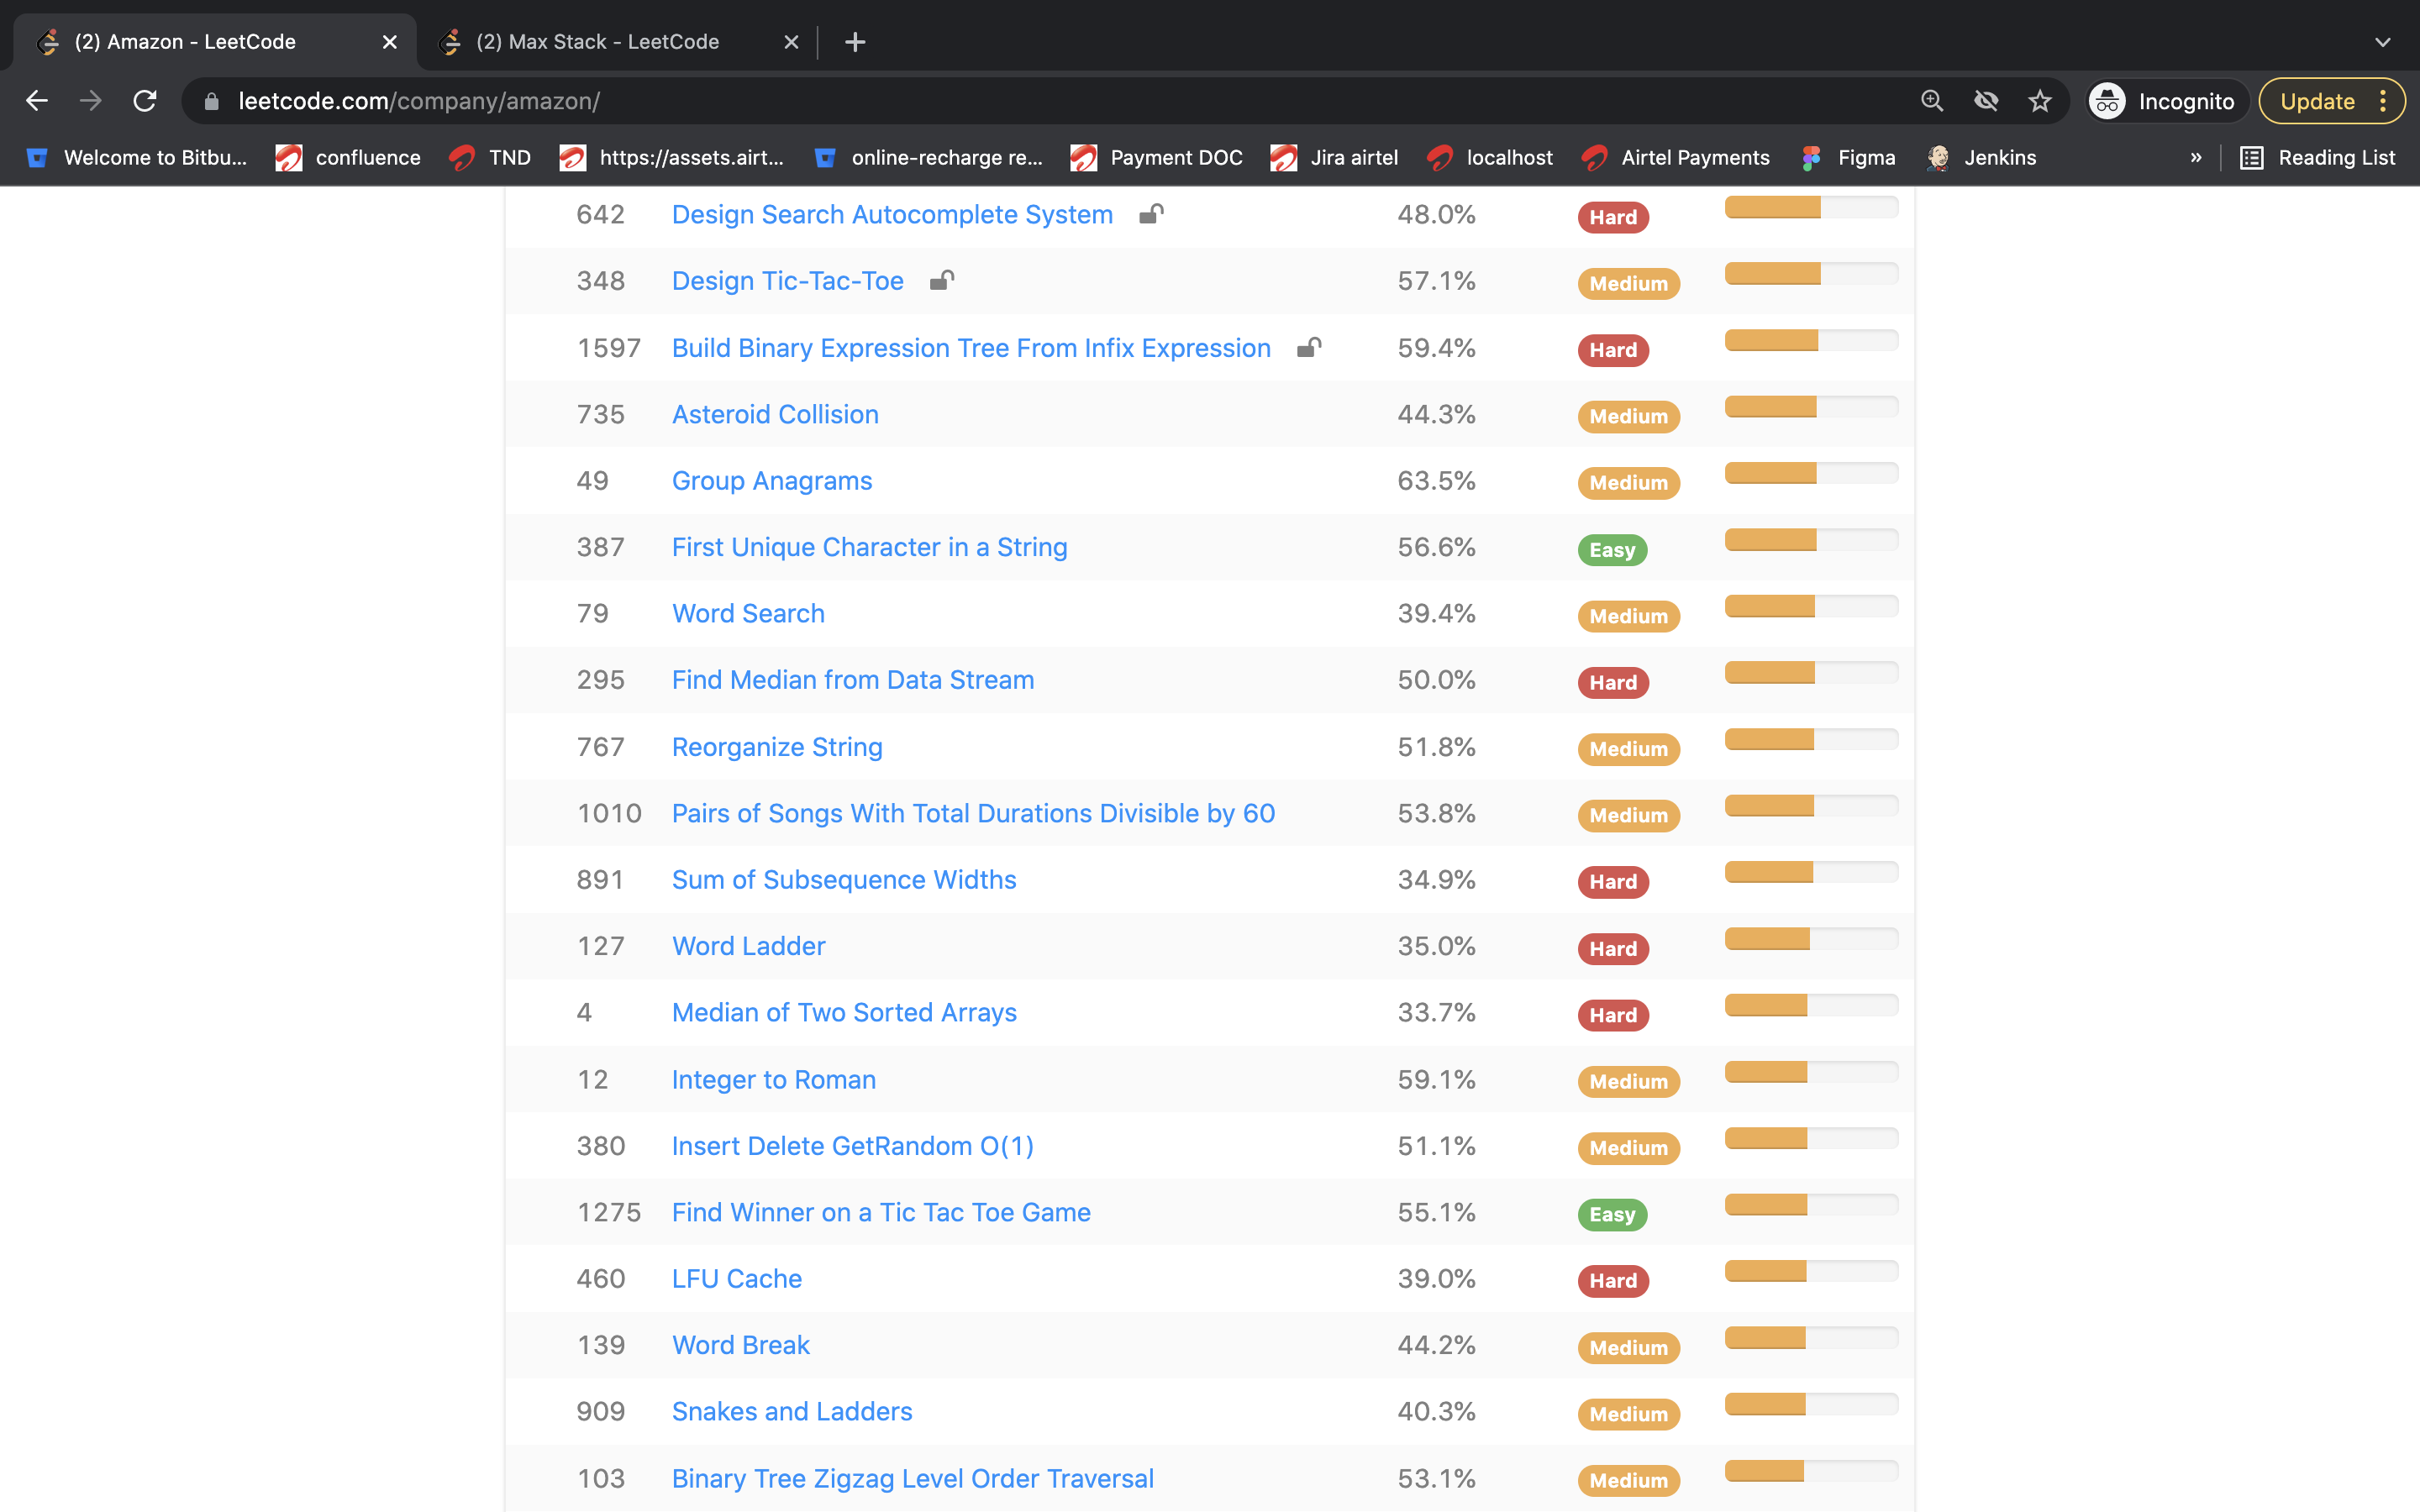 (2) Amazon - LeetCode
(2) Max Stack - LeetCode
leetcode.com/company/amazon/
Incognito
Update
Welcome to Bitbu...
confluence
TND
https://assets.airt...
online-recharge re...
Payment DOC
Jira airtel
localhost
Airtel Payments
Figma
Jenkins
»
Reading List
642 Design Search Autocomplete System 48.0% Hard
348 Design Tic-Tac-Toe 57.1% Medium
1597 Build Binary Expression Tree From Infix Expression 59.4% Hard
735 Asteroid Collision 44.3% Medium
49 Group Anagrams 63.5% Medium
387 First Unique Character in a String 56.6% Easy
79 Word Search 39.4% Medium
295 Find Median from Data Stream 50.0% Hard
767 Reorganize String 51.8% Medium
1010 Pairs of Songs With Total Durations Divisible by 60 53.8% Medium
891 Sum of Subsequence Widths 34.9% Hard
127 Word Ladder 35.0% Hard
4 Median of Two Sorted Arrays 33.7% Hard
12 Integer to Roman 59.1% Medium
380 Insert Delete GetRandom O(1) 51.1% Medium
1275 Find Winner on a Tic Tac Toe Game 55.1% Easy
460 LFU Cache 39.0% Hard
139 Word Break 44.2% Medium
909 Snakes and Ladders 40.3% Medium
103 Binary Tree Zigzag Level Order Traversal 53.1% Medium